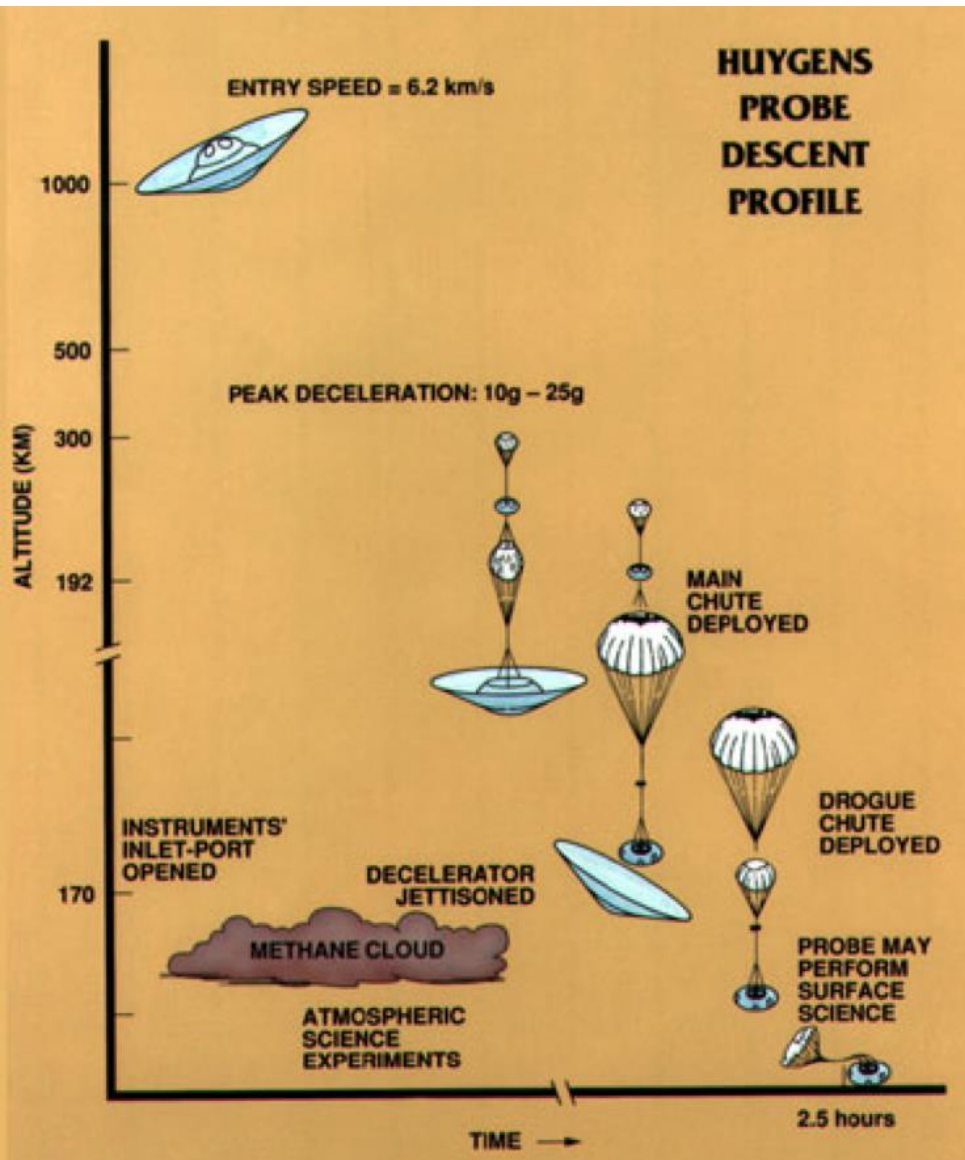 HUYGENS
PROBE
DESCENT
PROFILE
ENTRY SPEED = 6.2 km/s
1000
500
PEAK DECELERATION: 10g – 25g
300
ALTITUDE (KM)
192
MAIN
CHUTE
DEPLOYED
INSTRUMENTS'
INLET-PORT
OPENED
DROGUE
CHUTE
DEPLOYED
DECELERATOR
JETTISONED
170
METHANE CLOUD
PROBE MAY
PERFORM
SURFACE
SCIENCE
ATMOSPHERIC
SCIENCE
EXPERIMENTS
2.5 hours
TIME →